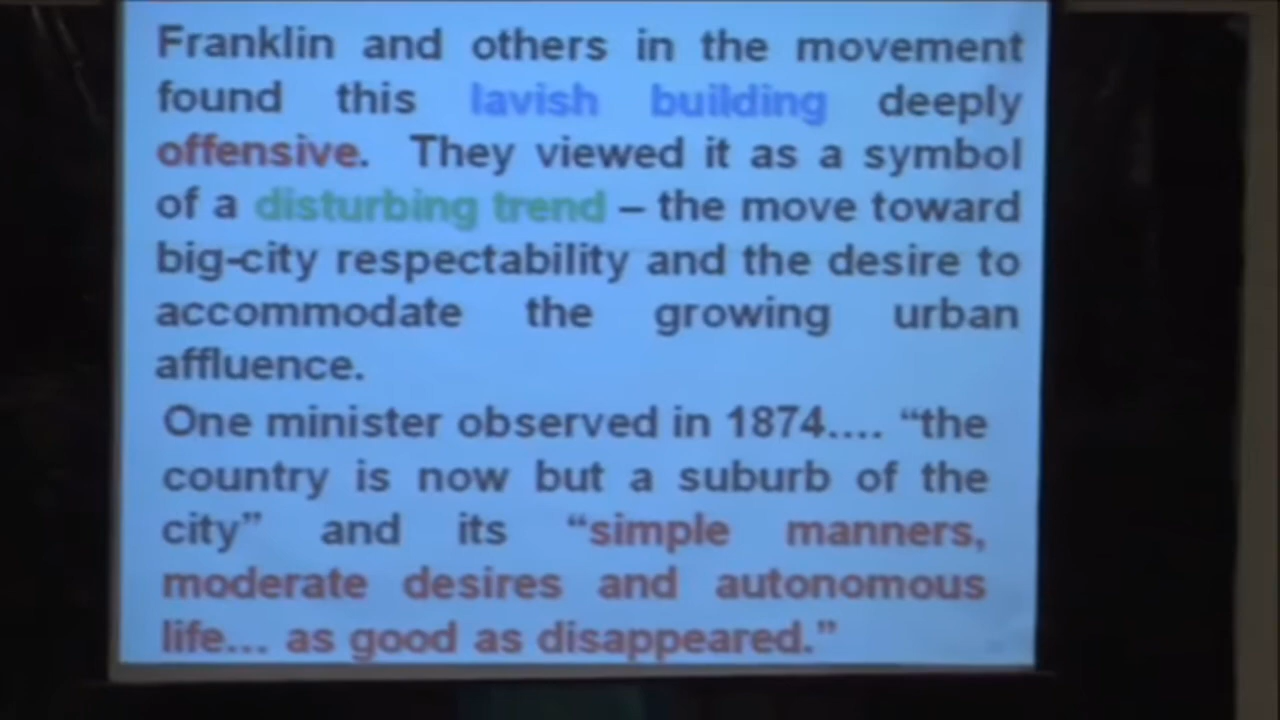 Franklin and others in the movement
found this lavish building deeply
offensive. They viewed it as a symbol
of a disturbing trend – the move toward
big-city respectability and the desire to
accommodate the growing urban
affluence.
One minister observed in 1874.... “the
country is now but a suburb of the
city” and its “simple manners,
moderate desires and autonomous
life... as good as disappeared.”